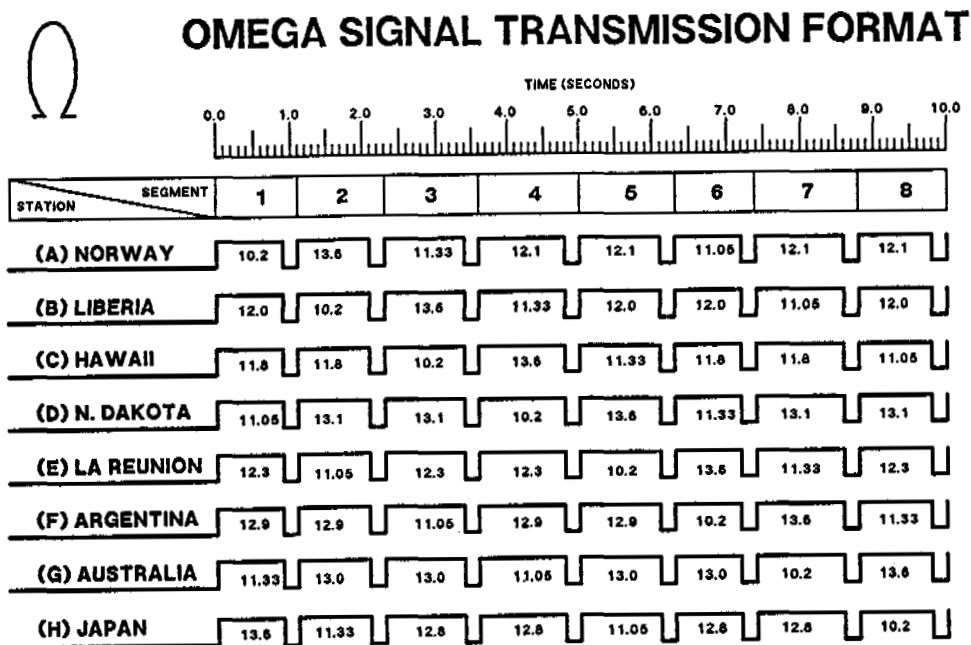 Ω OMEGA SIGNAL TRANSMISSION FORMAT
TIME (SECONDS)
0.0 1.0 2.0 3.0 4.0 5.0 6.0 7.0 8.0 9.0 10.0
STATION SEGMENT 1 2 3 4 5 6 7 8
(A) NORWAY 10.2 13.6 11.33 12.1 12.1 11.05 12.1 12.1
(B) LIBERIA 12.0 10.2 13.6 11.33 12.0 12.0 11.05 12.0
(C) HAWAII 11.8 11.8 10.2 13.6 11.33 11.8 11.8 11.05
(D) N. DAKOTA 11.05 13.1 13.1 10.2 13.6 11.33 13.1 13.1
(E) LA REUNION 12.3 11.05 12.3 12.3 10.2 13.6 11.33 12.3
(F) ARGENTINA 12.9 12.9 11.05 12.9 12.9 10.2 13.6 11.33
(G) AUSTRALIA 11.33 13.0 13.0 11.05 13.0 13.0 10.2 13.6
(H) JAPAN 13.6 11.33 12.8 12.8 11.05 12.8 12.8 10.2